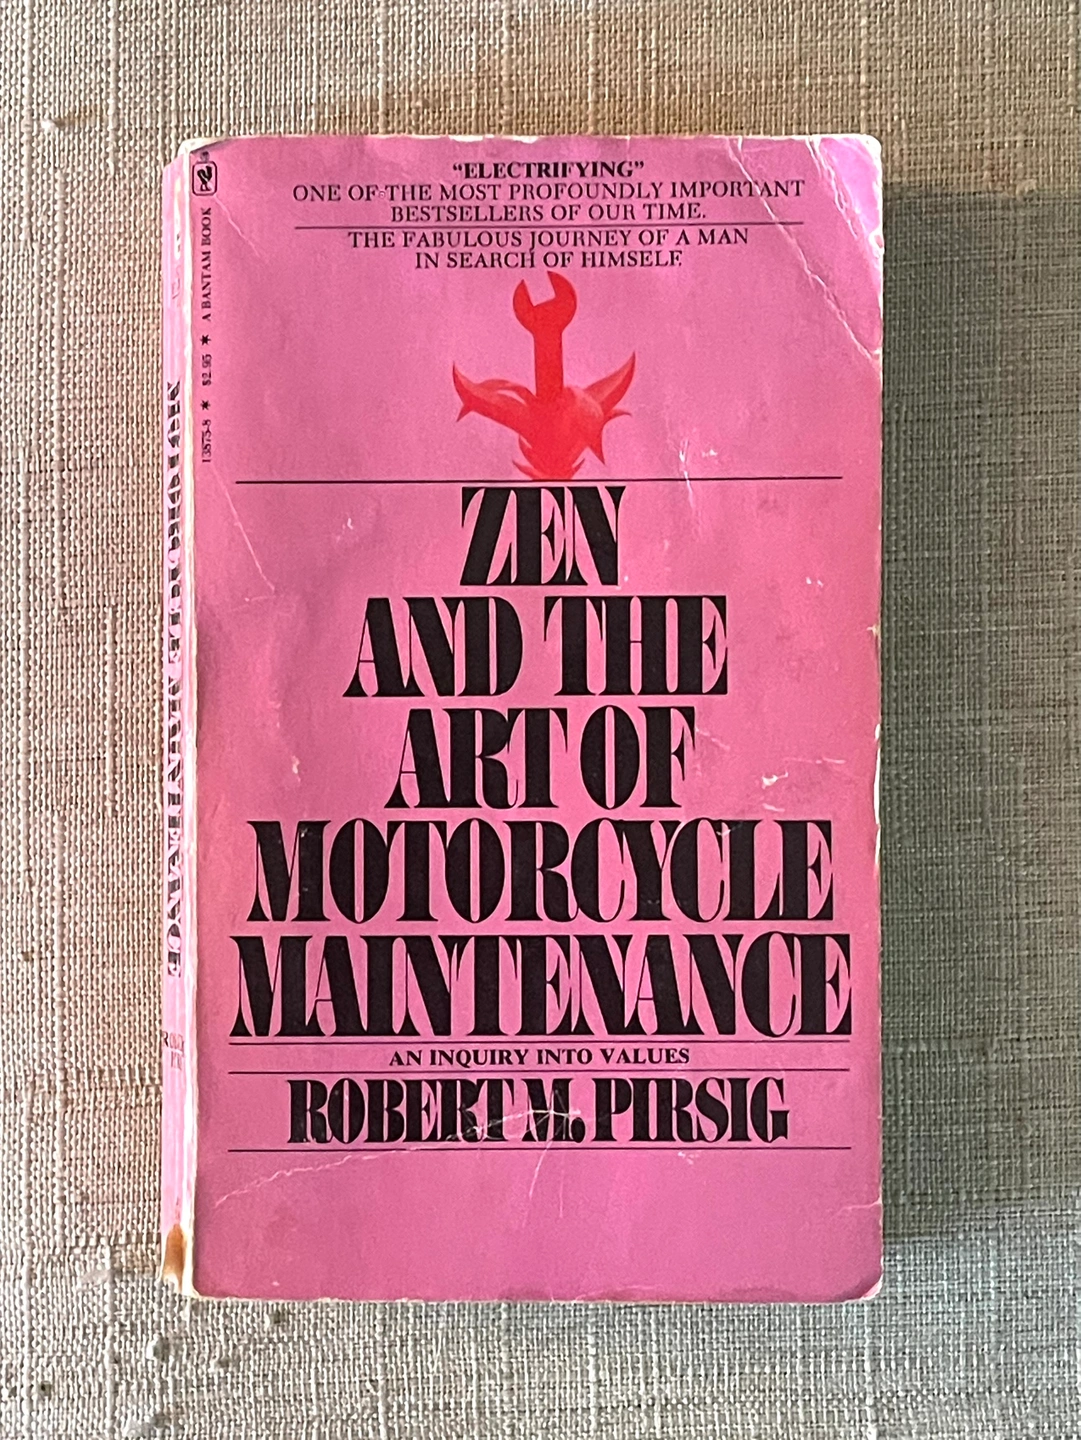 “ELECTRIFYING”
ONE OF THE MOST PROFOUNDLY IMPORTANT
BESTSELLERS OF OUR TIME.
THE FABULOUS JOURNEY OF A MAN
IN SEARCH OF HIMSELF.
ZEN
AND THE
ART OF
MOTORCYCLE
MAINTENANCE
AN INQUIRY INTO VALUES
ROBERT M. PIRSIG
13875-8 * $2.95 * A BANTAM BOOK
MOTORCYCLE MAINTENANCE